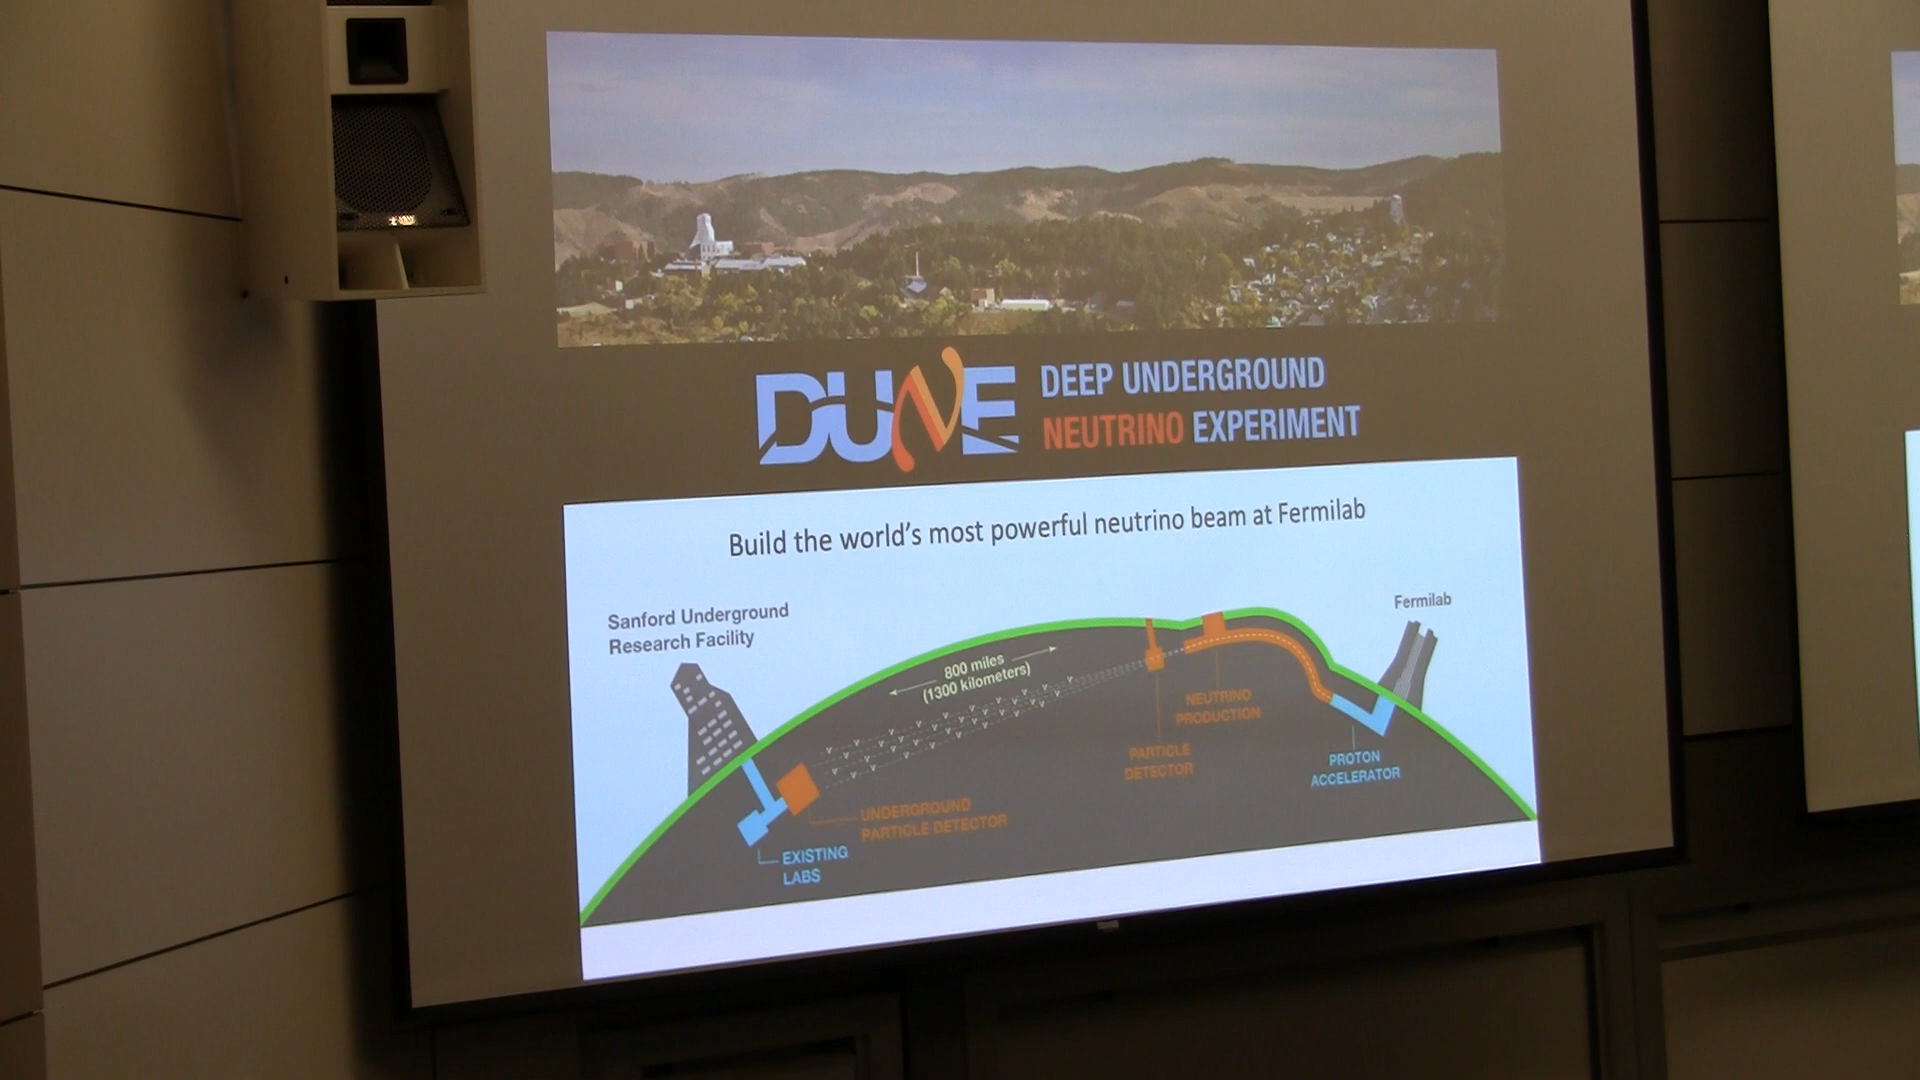 DUNE
DEEP UNDERGROUND
NEUTRINO EXPERIMENT
Build the world's most powerful neutrino beam at Fermilab
Sanford Underground
Research Facility
Fermilab
800 miles
(1300 kilometers)
NEUTRINO
PRODUCTION
PARTICLE
DETECTOR
PROTON
ACCELERATOR
UNDERGROUND
PARTICLE DETECTOR
EXISTING
LABS